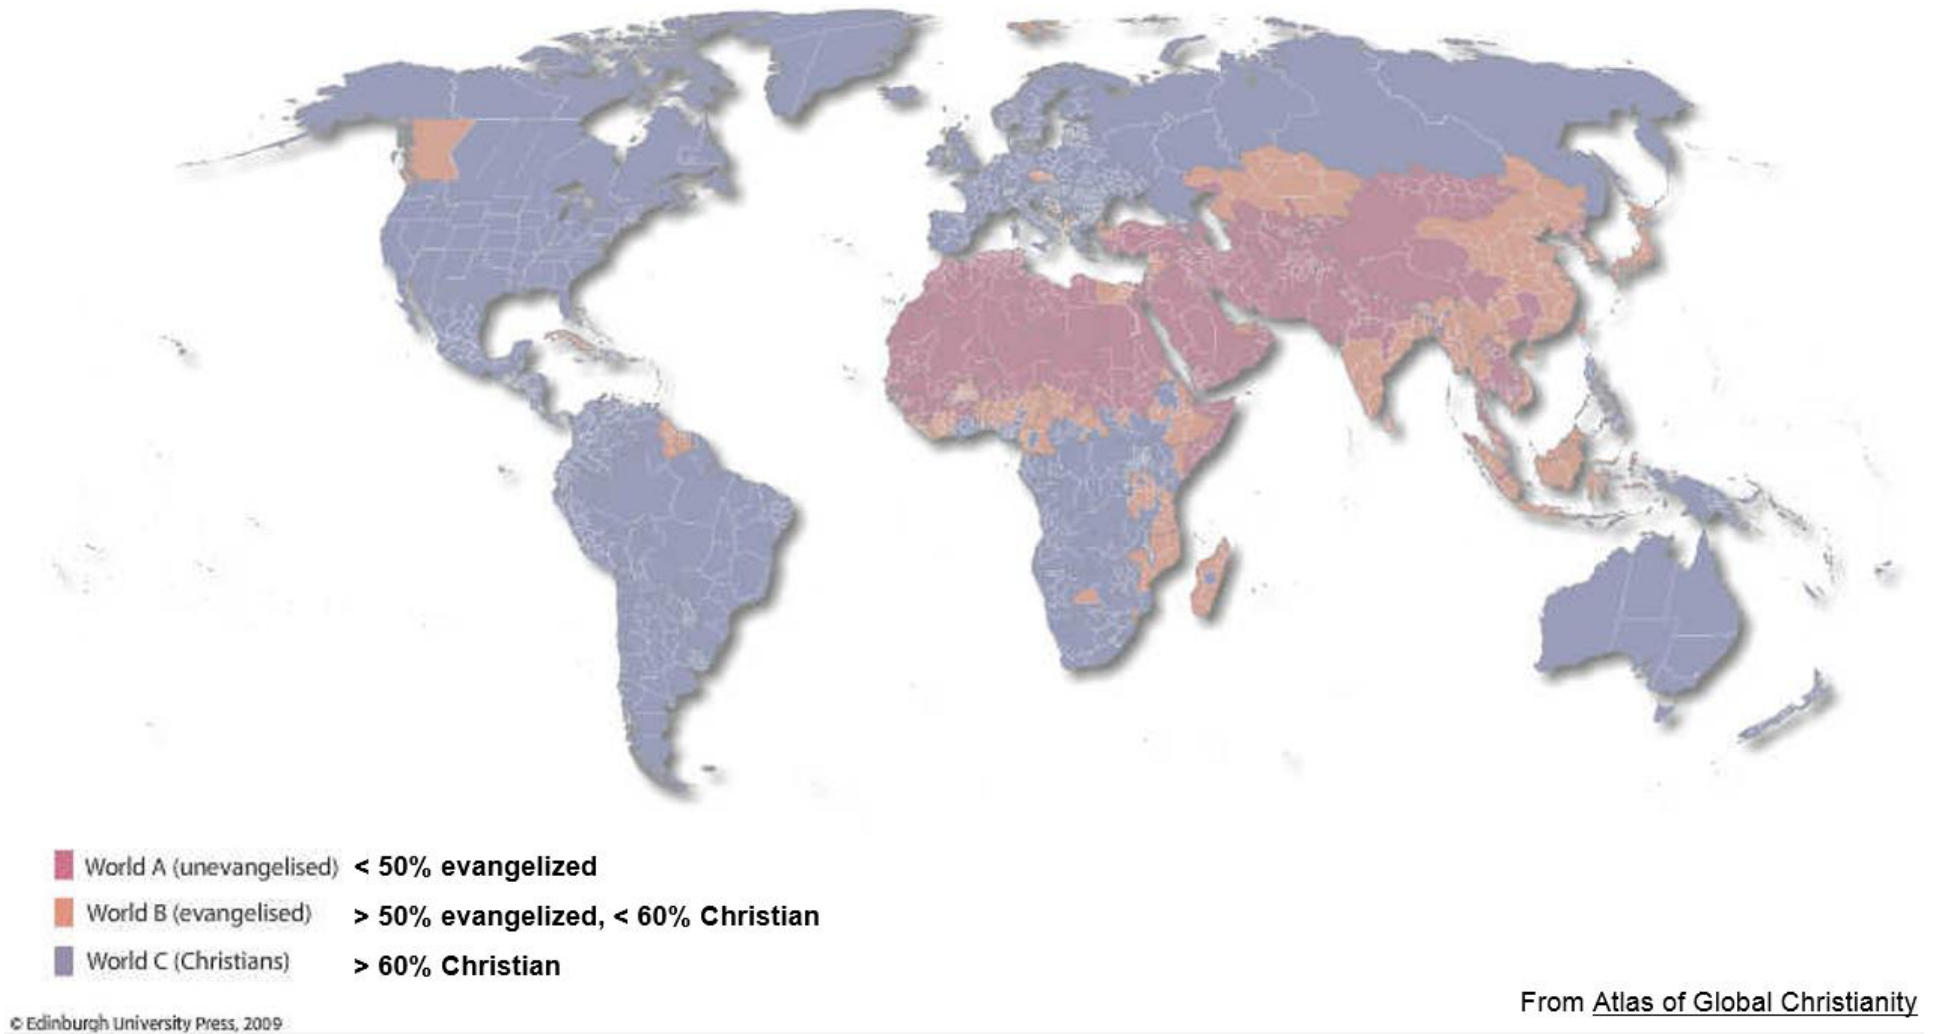 World A (unevangelised) < 50% evangelized
World B (evangelised) > 50% evangelized, < 60% Christian
World C (Christians) > 60% Christian
From Atlas of Global Christianity
© Edinburgh University Press, 2009